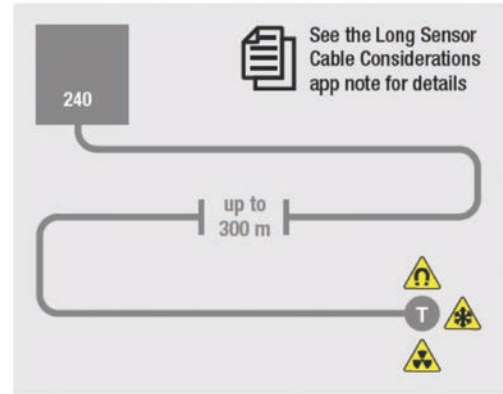 See the Long Sensor
Cable Considerations
app note for details
240
up to
300 m
T